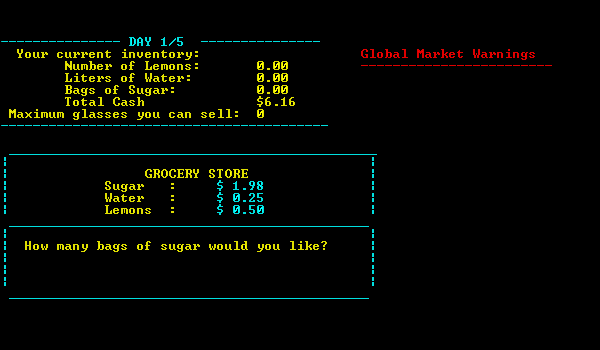 DAY 1/5
Your current inventory:
Global Market Warnings
Number of Lemons: 0.00
Liters of Water: 0.00
Bags of Sugar: 0.00
Total Cash $6.16
Maximum glasses you can sell: 0
GROCERY STORE
Sugar : $ 1.98
Water : $ 0.25
Lemons : $ 0.50
How many bags of sugar would you like?